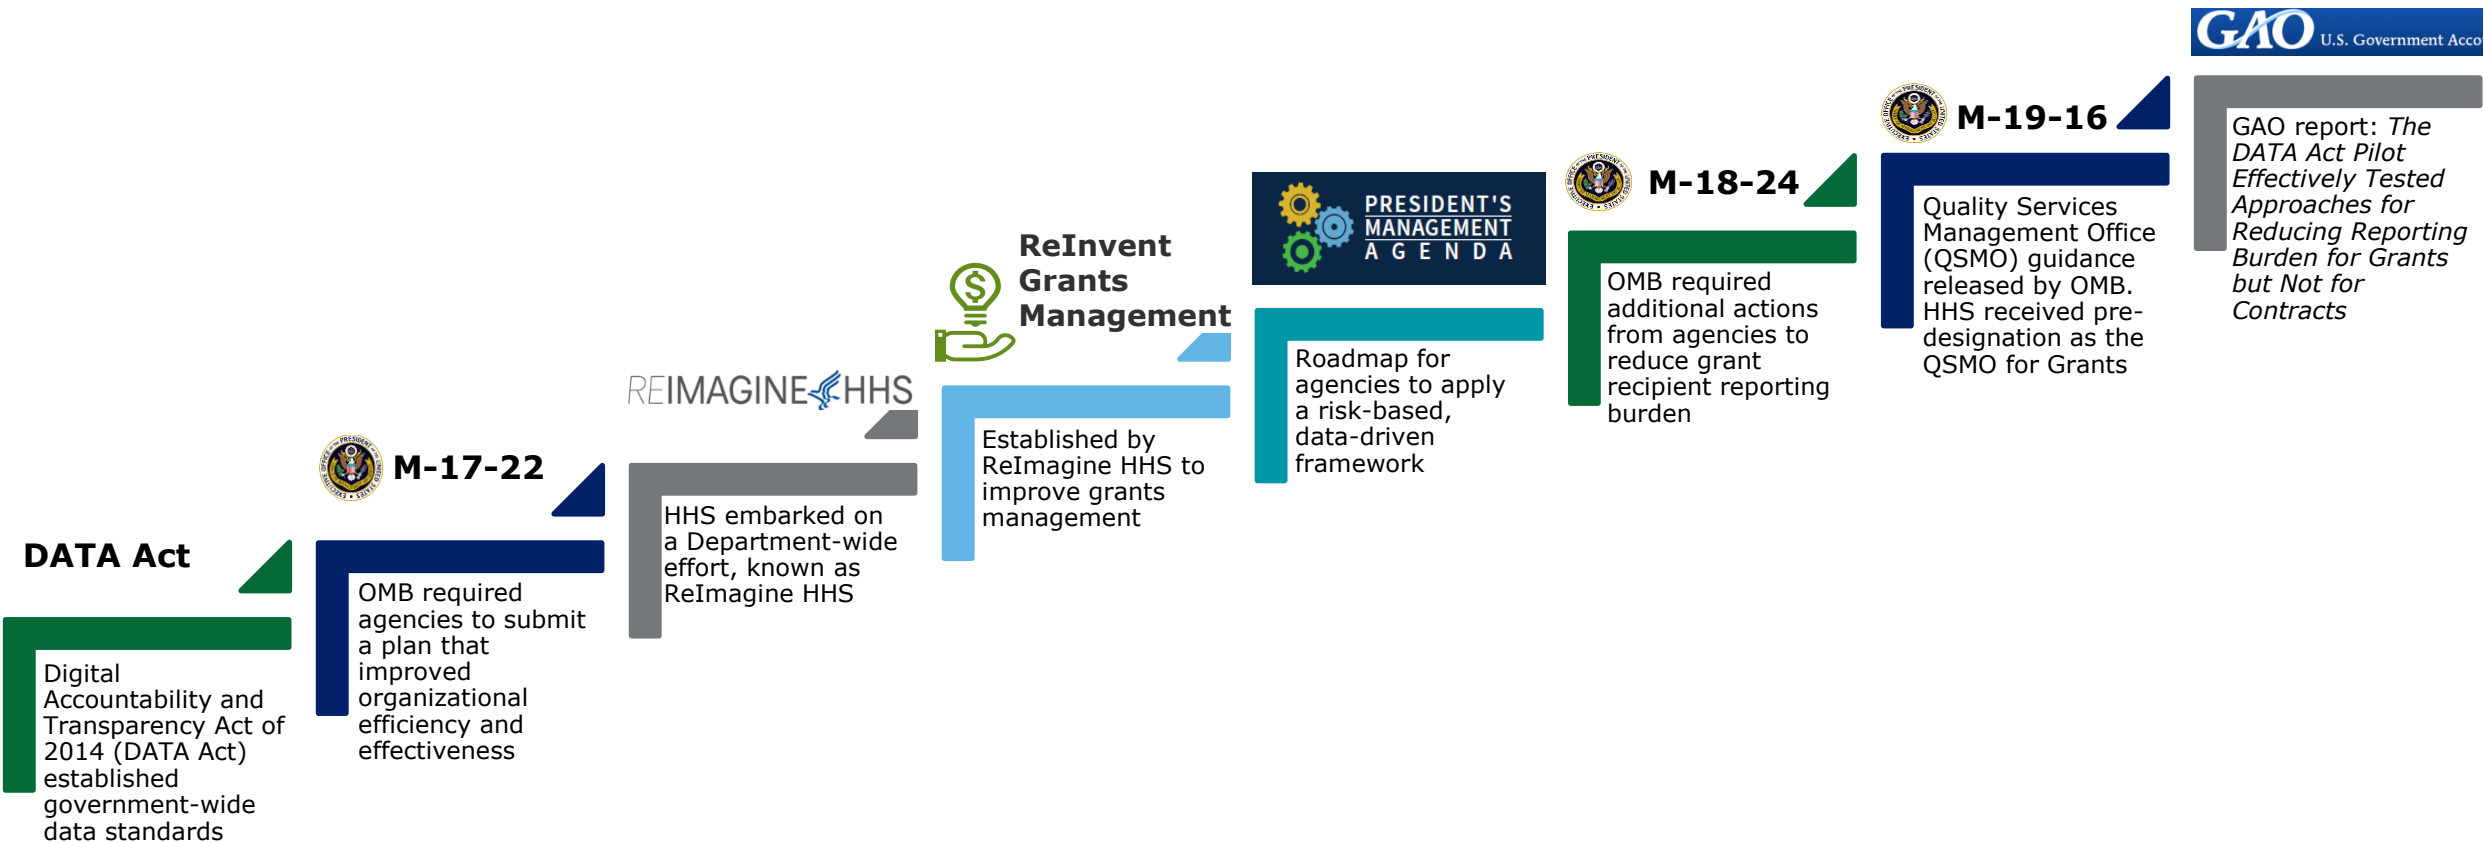 DATA Act
Digital
Accountability and
Transparency Act of
2014 (DATA Act)
established
government-wide
data standards
M-17-22
OMB required
agencies to submit
a plan that
improved
organizational
efficiency and
effectiveness
REIMAGINE HHS
HHS embarked on
a Department-wide
effort, known as
ReImagine HHS
ReInvent
Grants
Management
$
Established by
ReImagine HHS to
improve grants
management
PRESIDENT'S
MANAGEMENT
AGENDA
Roadmap for
agencies to apply
a risk-based,
data-driven
framework
M-18-24
OMB required
additional actions
from agencies to
reduce grant
recipient reporting
burden
M-19-16
Quality Services
Management Office
(QSMO) guidance
released by OMB.
HHS received pre-
designation as the
QSMO for Grants
GAO U.S. Government Acco
GAO report: The
DATA Act Pilot
Effectively Tested
Approaches for
Reducing Reporting
Burden for Grants
but Not for
Contracts